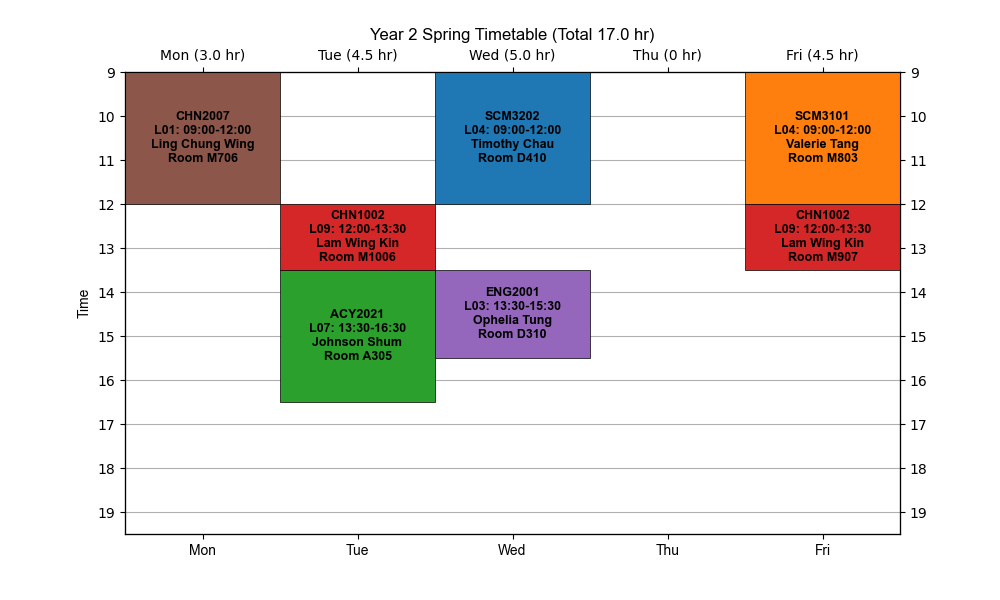 Year 2 Spring Timetable (Total 17.0 hr)
Mon (3.0 hr) Tue (4.5 hr) Wed (5.0 hr) Thu (0 hr) Fri (4.5 hr)
9 9
10 10
11 11
12 12
13 13
14 14
15 15
16 16
17 17
18 18
19 19
Time
CHN2007
L01: 09:00-12:00
Ling Chung Wing
Room M706
CHN1002
L09: 12:00-13:30
Lam Wing Kin
Room M1006
ACY2021
L07: 13:30-16:30
Johnson Shum
Room A305
SCM3202
L04: 09:00-12:00
Timothy Chau
Room D410
ENG2001
L03: 13:30-15:30
Ophelia Tung
Room D310
SCM3101
L04: 09:00-12:00
Valerie Tang
Room M803
CHN1002
L09: 12:00-13:30
Lam Wing Kin
Room M907
Mon Tue Wed Thu Fri